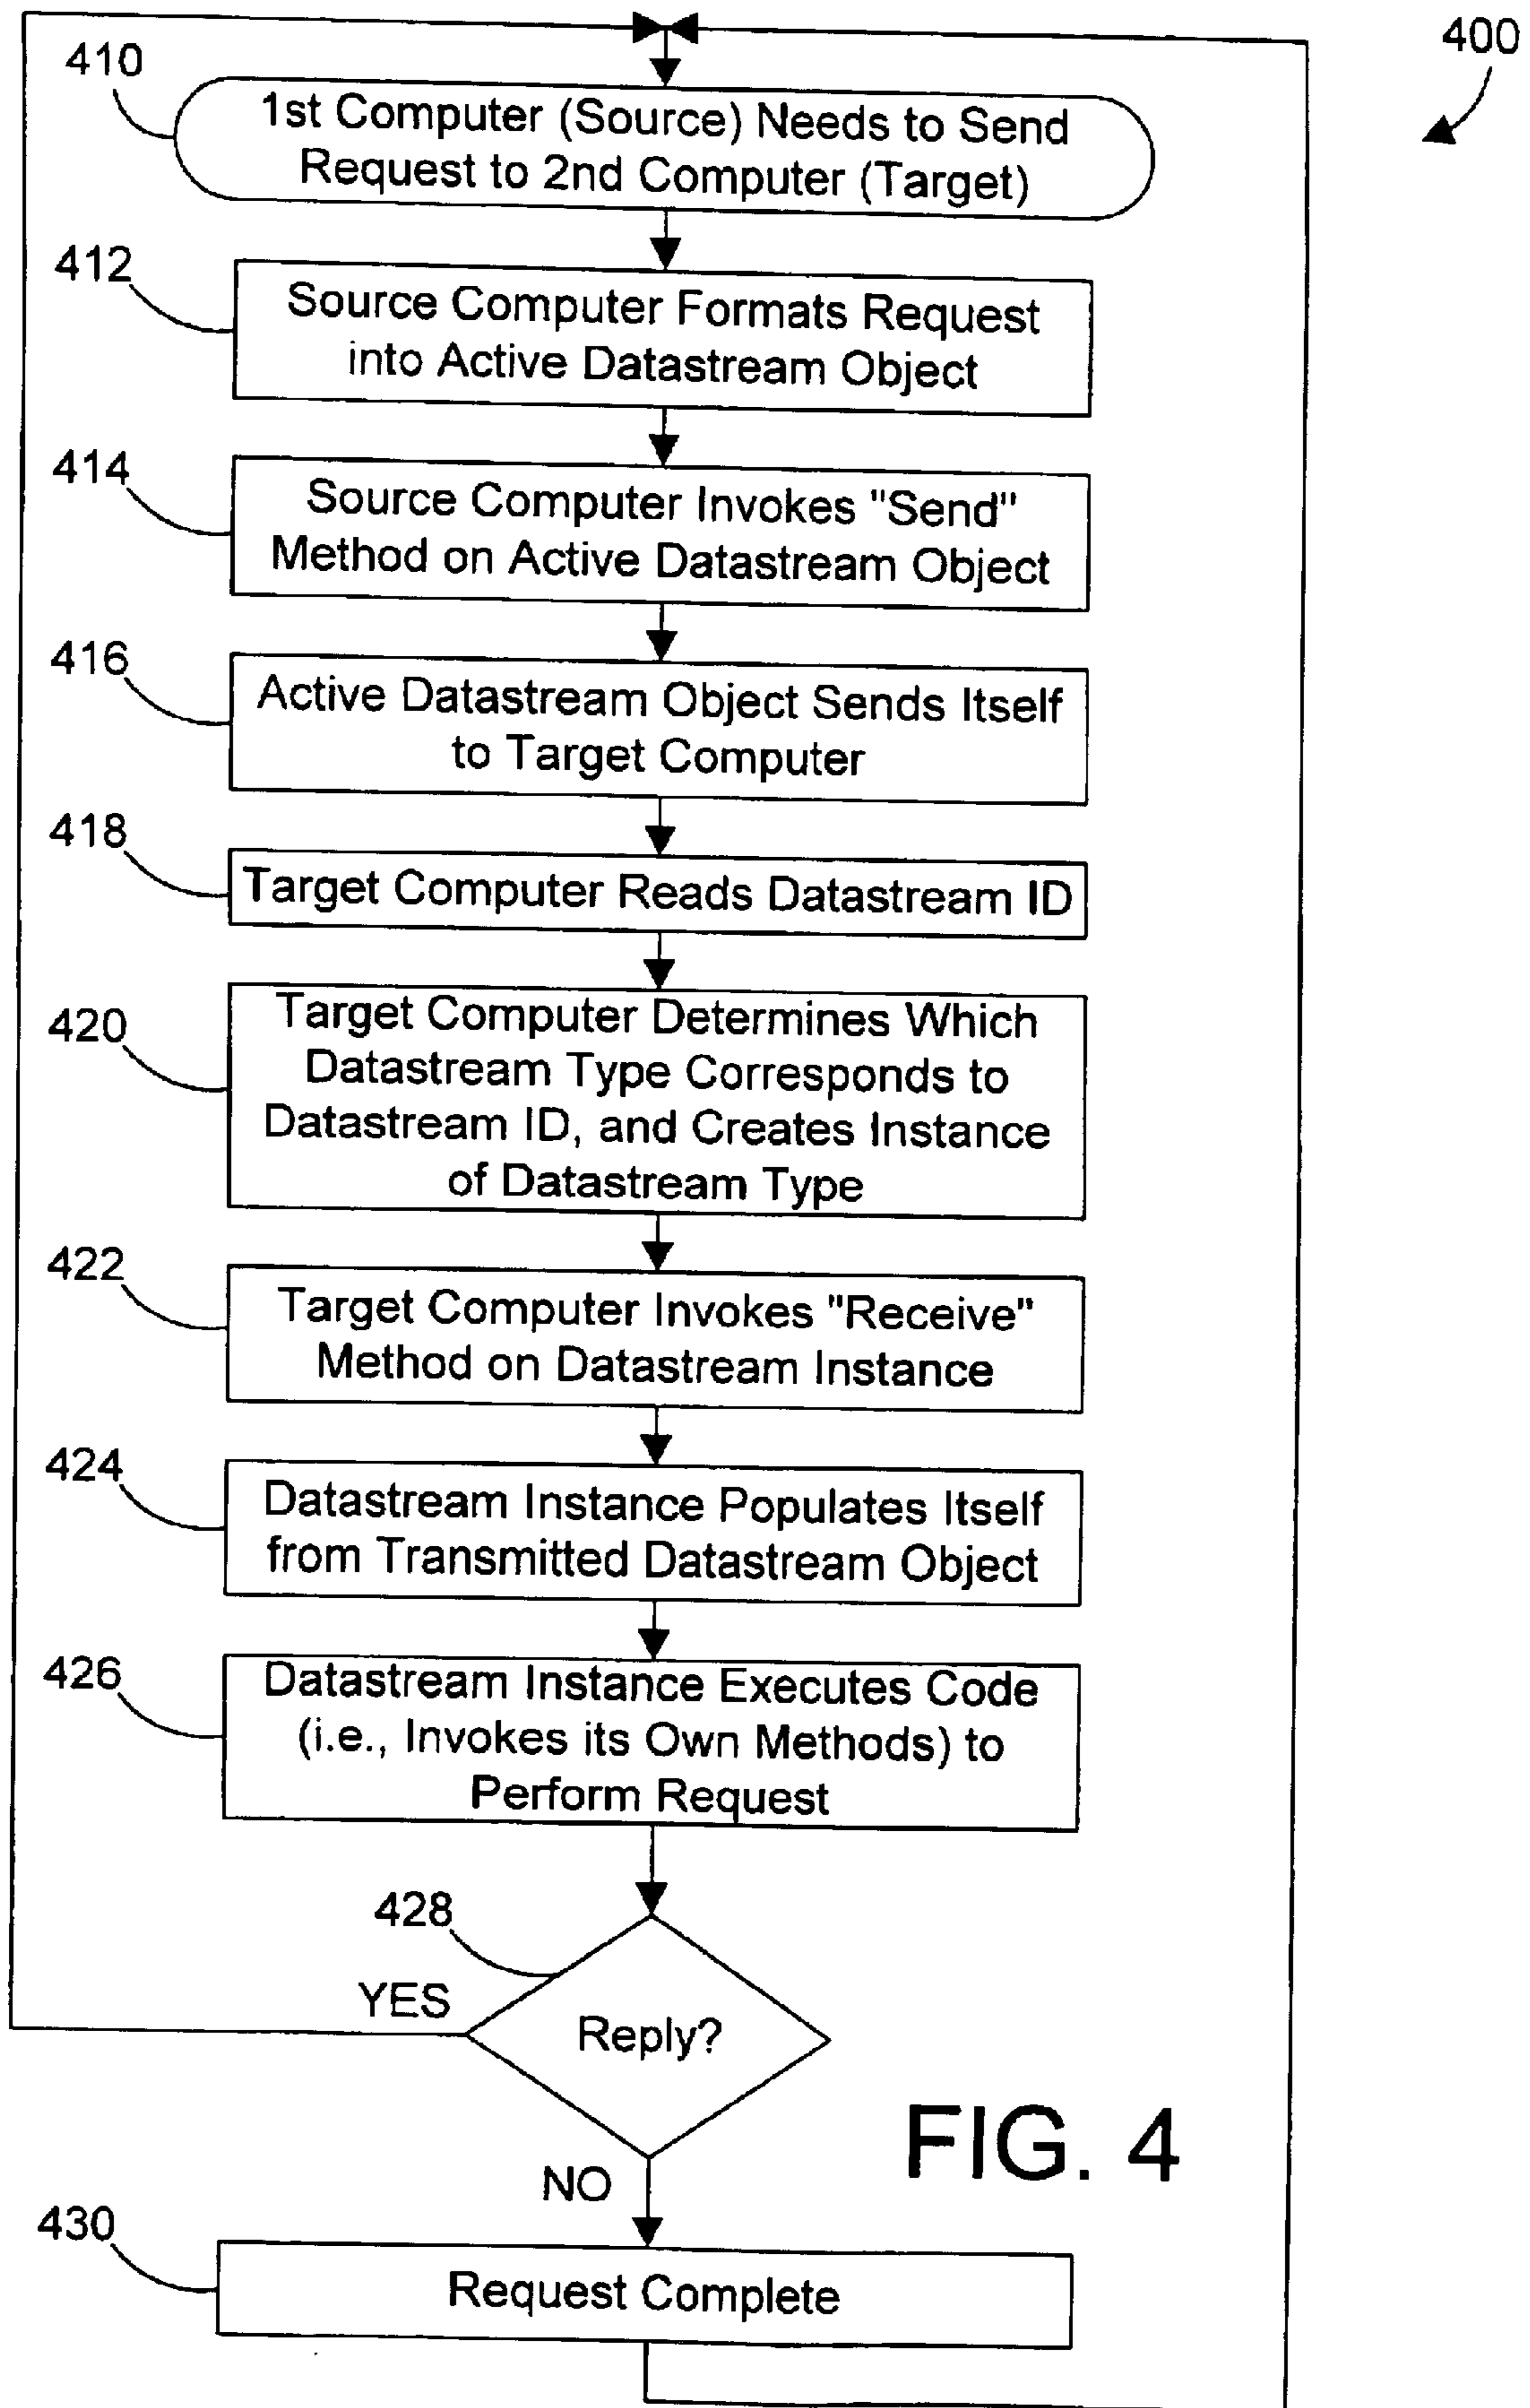 400
410
1st Computer (Source) Needs to Send
Request to 2nd Computer (Target)
412
Source Computer Formats Request
into Active Datastream Object
414
Source Computer Invokes "Send"
Method on Active Datastream Object
416
Active Datastream Object Sends Itself
to Target Computer
418
Target Computer Reads Datastream ID
420
Target Computer Determines Which
Datastream Type Corresponds to
Datastream ID, and Creates Instance
of Datastream Type
422
Target Computer Invokes "Receive"
Method on Datastream Instance
424
Datastream Instance Populates Itself
from Transmitted Datastream Object
426
Datastream Instance Executes Code
(i.e., Invokes its Own Methods) to
Perform Request
428
YES
Reply?
FIG. 4
NO
430
Request Complete